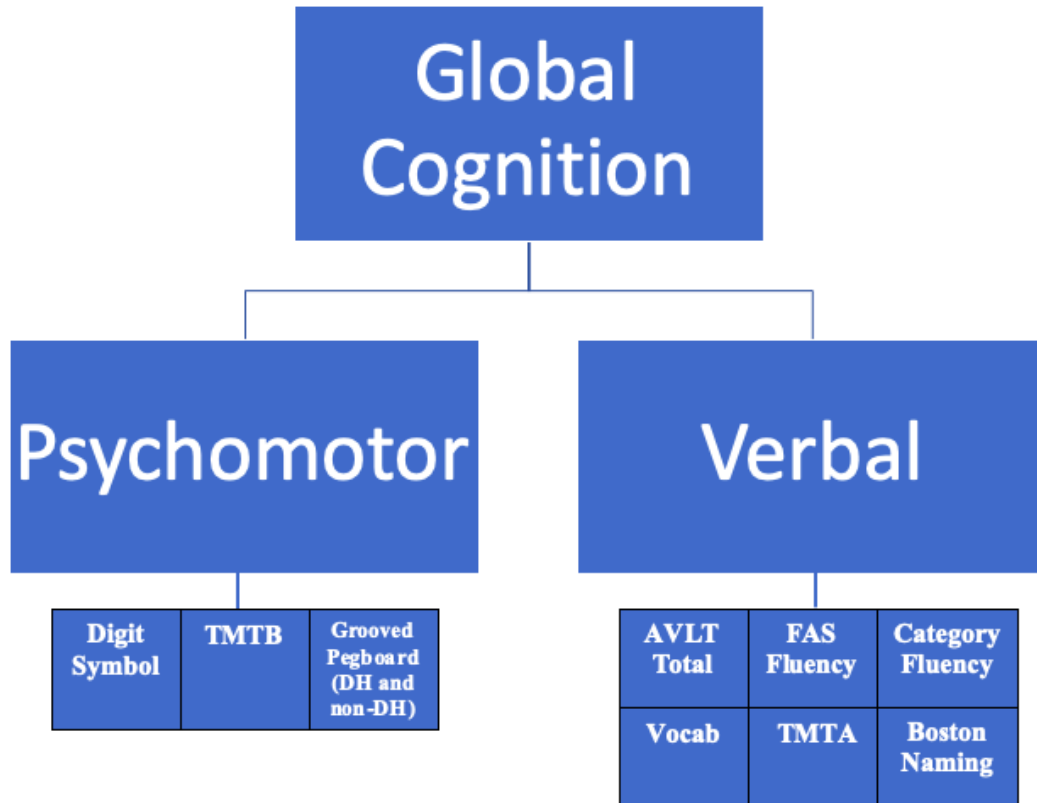 Global
Cognition
Psychomotor
Verbal
Digit
Symbol
TMTB
Grooved
Pegboard
(DH and
non-DH)
AVLT
Total
FAS
Fluency
Category
Fluency
Vocab
TMTA
Boston
Naming